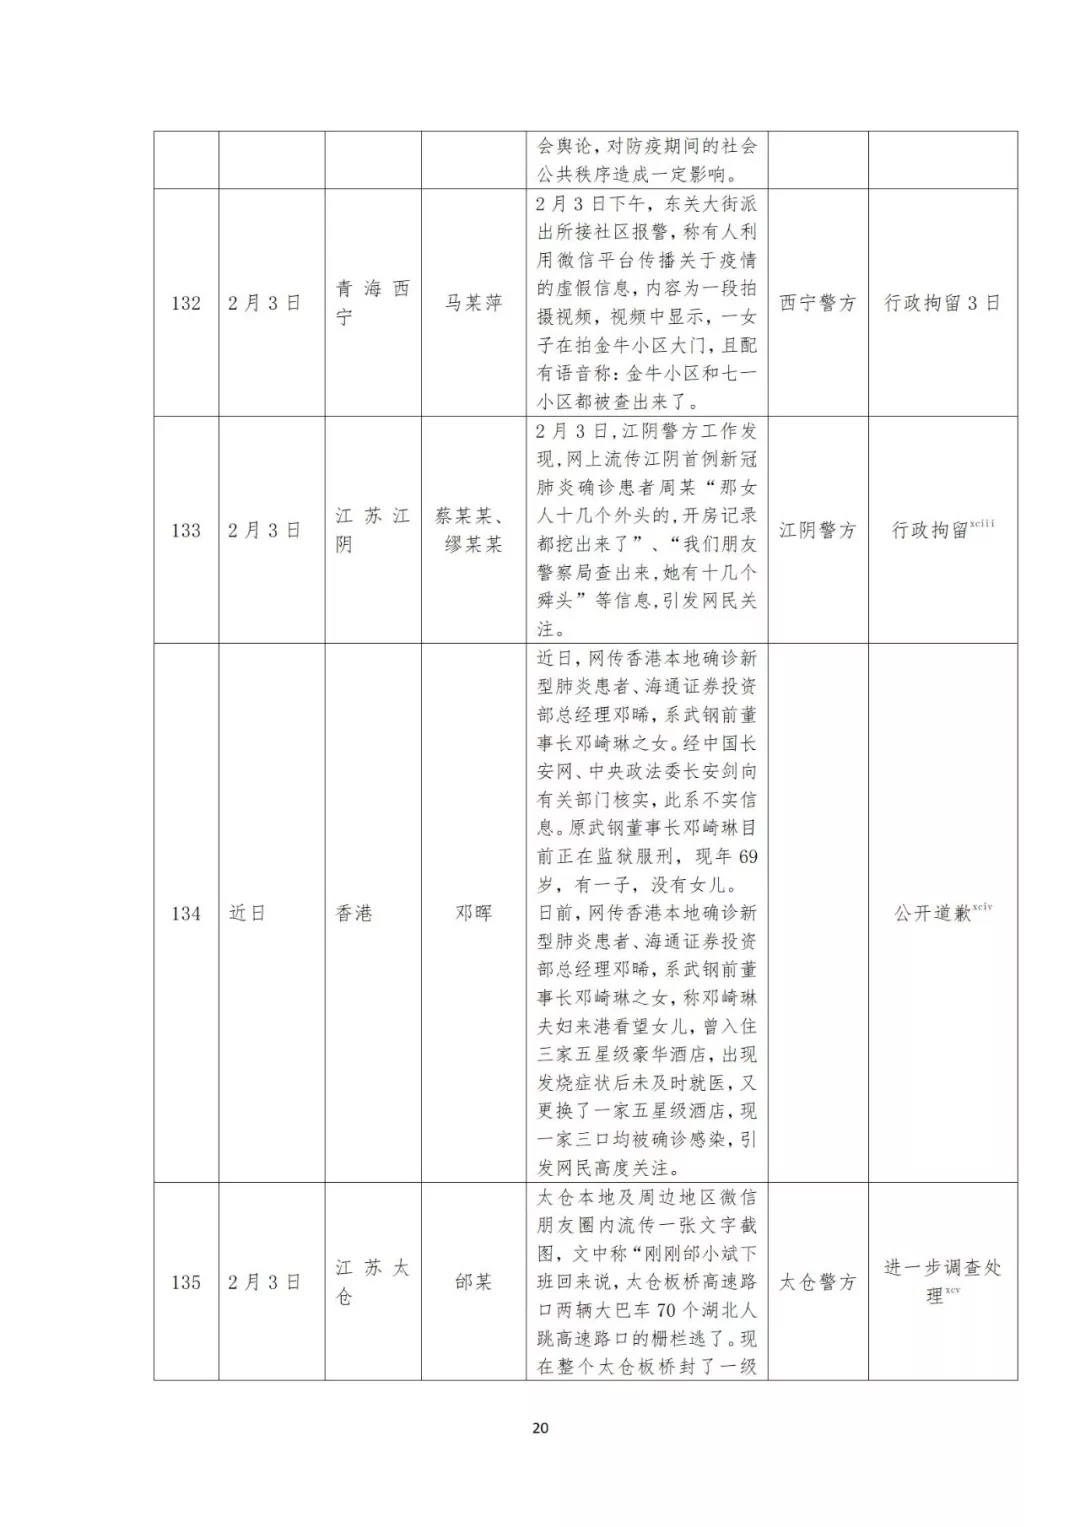 会舆论，对防疫期间的社会
公共秩序造成一定影响。
132
2月3日
青海西
宁
马某萍
2月3日下午，东关大街派
出所接社区报警，称有人利
用微信平台传播关于疫情
的虚假信息，内容为一段拍
摄视频，视频中显示，一女
子在拍金牛小区大门，且配
有语音称：金牛小区和七一
小区都被查出来了。
西宁警方
行政拘留3日
133
2月3日
江苏江
阴
蔡某某、
缪某某
2月3日，江阴警方工作发
现，网上流传江阴首例新冠
肺炎确诊患者周某“那女
人十几个外头的，开房记录
都挖出来了”、“我们朋友
警察局查出来，她有十几个
舜头”等信息，引发网民关
注。
江阴警方
行政拘留xciii
134
近日
香港
邓晖
近日，网传香港本地确诊新
型肺炎患者、海通证券投资
部总经理邓晞，系武钢前董
事长邓崎琳之女。经中国长
安网、中央政法委长安剑向
有关部门核实，此系不实信
息。原武钢董事长邓崎琳目
前正在监狱服刑，现年69
岁，有一子，没有女儿。
日前，网传香港本地确诊新
型肺炎患者、海通证券投资
部总经理邓晞，系武钢前董
事长邓崎琳之女，称邓崎琳
夫妇来港看望女儿，曾入住
三家五星级豪华酒店，出现
发烧症状后未及时就医，又
更换了一家五星级酒店，现
一家三口均被确诊感染，引
发网民高度关注。
公开道歉xciv
135
2月3日
江苏太
仓
邰某
太仓本地及周边地区微信
朋友圈内流传一张文字截
图，文中称“刚刚邰小斌下
班回来说，太仓板桥高速路
口两辆大巴车70个湖北人
跳高速路口的栅栏逃了。现
在整个太仓板桥封了一级
太仓警方
进一步调查处
理xcv
20